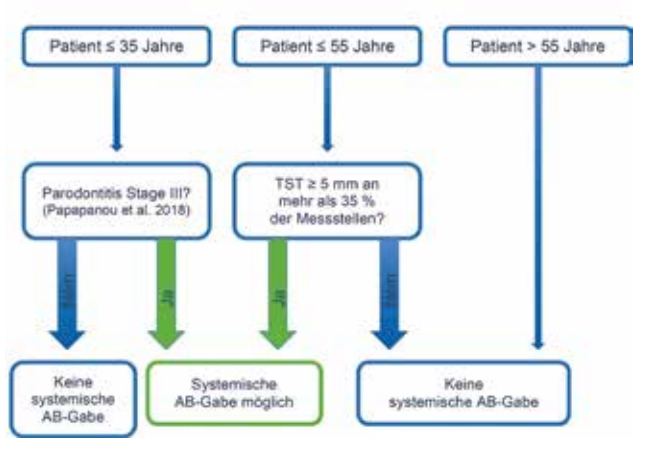 Patient ≤ 35 Jahre
Patient ≤ 55 Jahre
Patient > 55 Jahre
Parodontitis Stage III?
(Papapanou et al. 2018)
TST ≥ 5 mm an
mehr als 35 %
der Messstellen?
Nein
Ja
Ja
Nein
Keine
systemische
AB-Gabe
Systemische
AB-Gabe möglich
Keine
systemische AB-Gabe